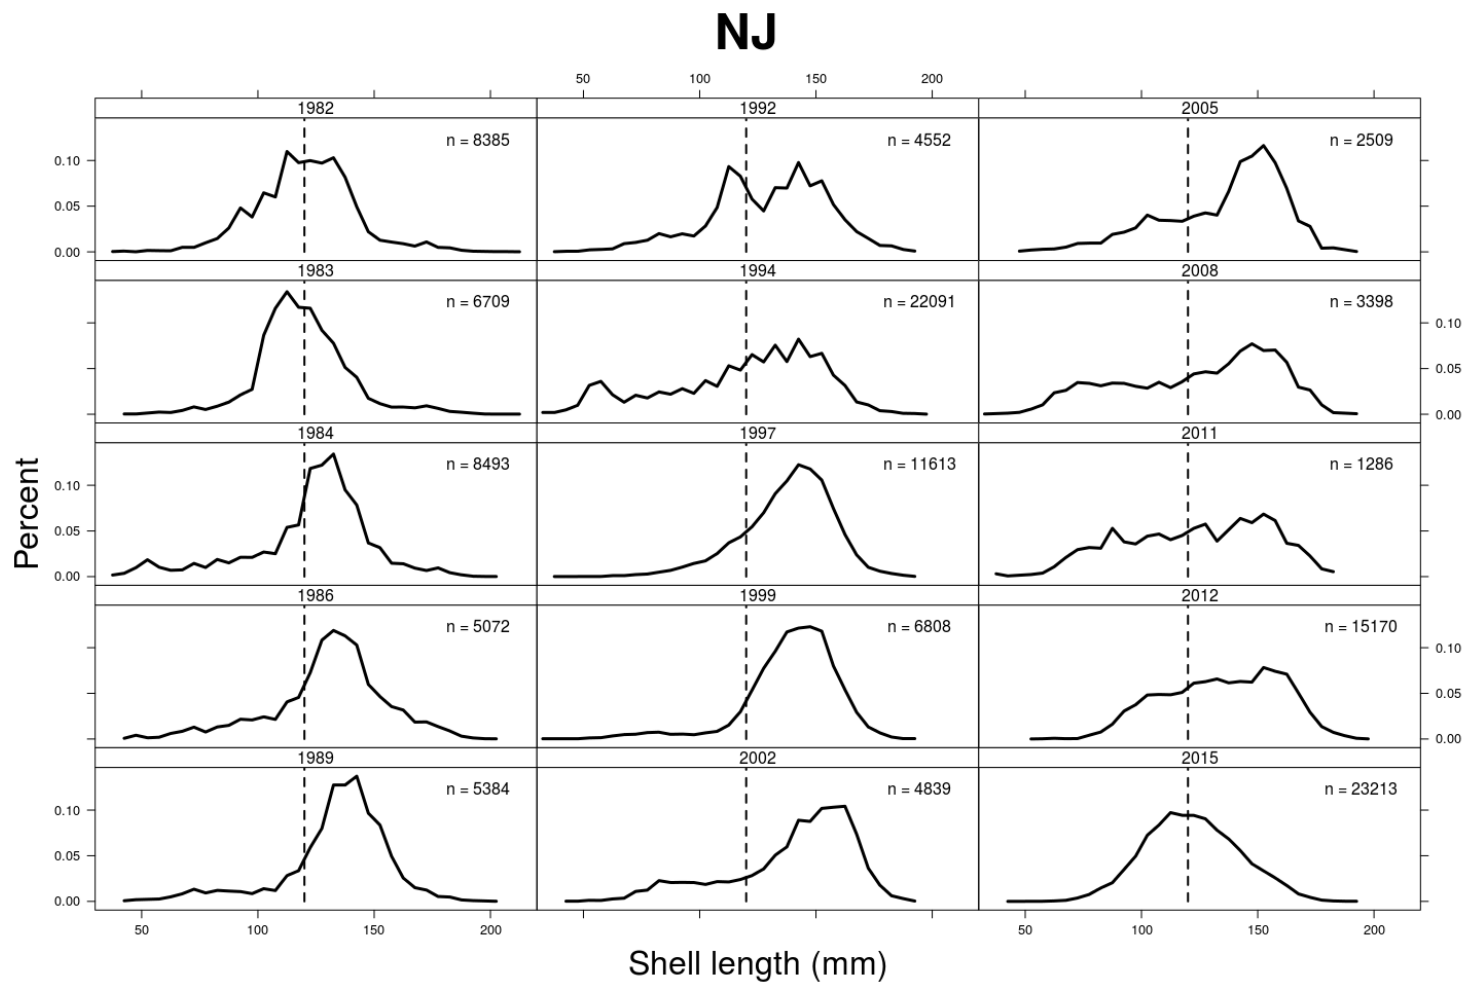 NJ
50 100 150 200
1982 1992 2005
n = 8385 n = 4552 n = 2509
0.10
0.05
0.00
1983 1994 2008
n = 6709 n = 22091 n = 3398
0.10
0.05
0.00
1984 1997 2011
n = 8493 n = 11613 n = 1286
0.10
0.05
0.00
1986 1999 2012
n = 5072 n = 6808 n = 15170
0.10
0.05
0.00
1989 2002 2015
n = 5384 n = 4839 n = 23213
0.10
0.05
0.00
50 100 150 200 50 100 150 200
Percent
Shell length (mm)